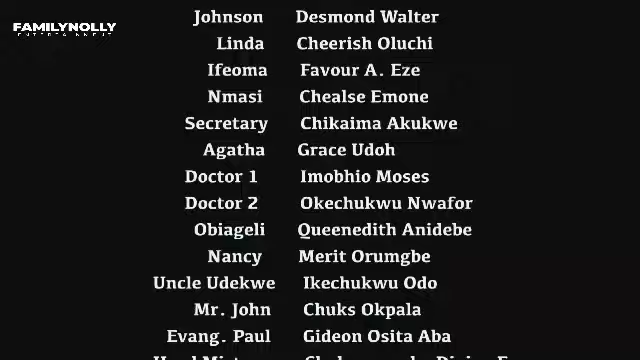 FAMILYNOLLY
ENTERTAINMENT
Johnson Desmond Walter
Linda Cheerish Oluchi
Ifeoma Favour A. Eze
Nmasi Chealse Emone
Secretary Chikaima Akukwe
Agatha Grace Udoh
Doctor 1 Imobhio Moses
Doctor 2 Okechukwu Nwafor
Obiageli Queenedith Anidebe
Nancy Merit Orumgbe
Uncle Udekwe Ikechukwu Odo
Mr. John Chuks Okpala
Evang. Paul Gideon Osita Aba